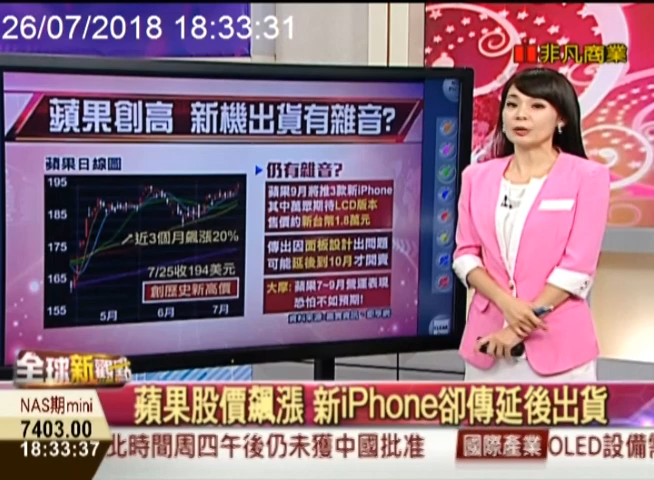 26/07/2018 18:33:31
非凡商業
蘋果創高 新機出貨有雜音?
蘋果日線圖
195
185
175
165
155
近3個月飆漲20%
7/25收194美元
創歷史新高價
5月
6月
7月
仍有雜音?
蘋果9月將推3款新iPhone
其中萬眾期待LCD版本
售價約新台幣1.8萬元
傳出因面板設計出問題
可能延後到10月才開賣
大摩:蘋果7~9月營運表現
恐怕不如預期!
CLEAR
全球新觀點
蘋果股價飆漲 新iPhone卻傳延後出貨
NAS期mini
7403.00
18:33:37
北時間周四午後仍未獲中國批准
國際產業
OLED設備